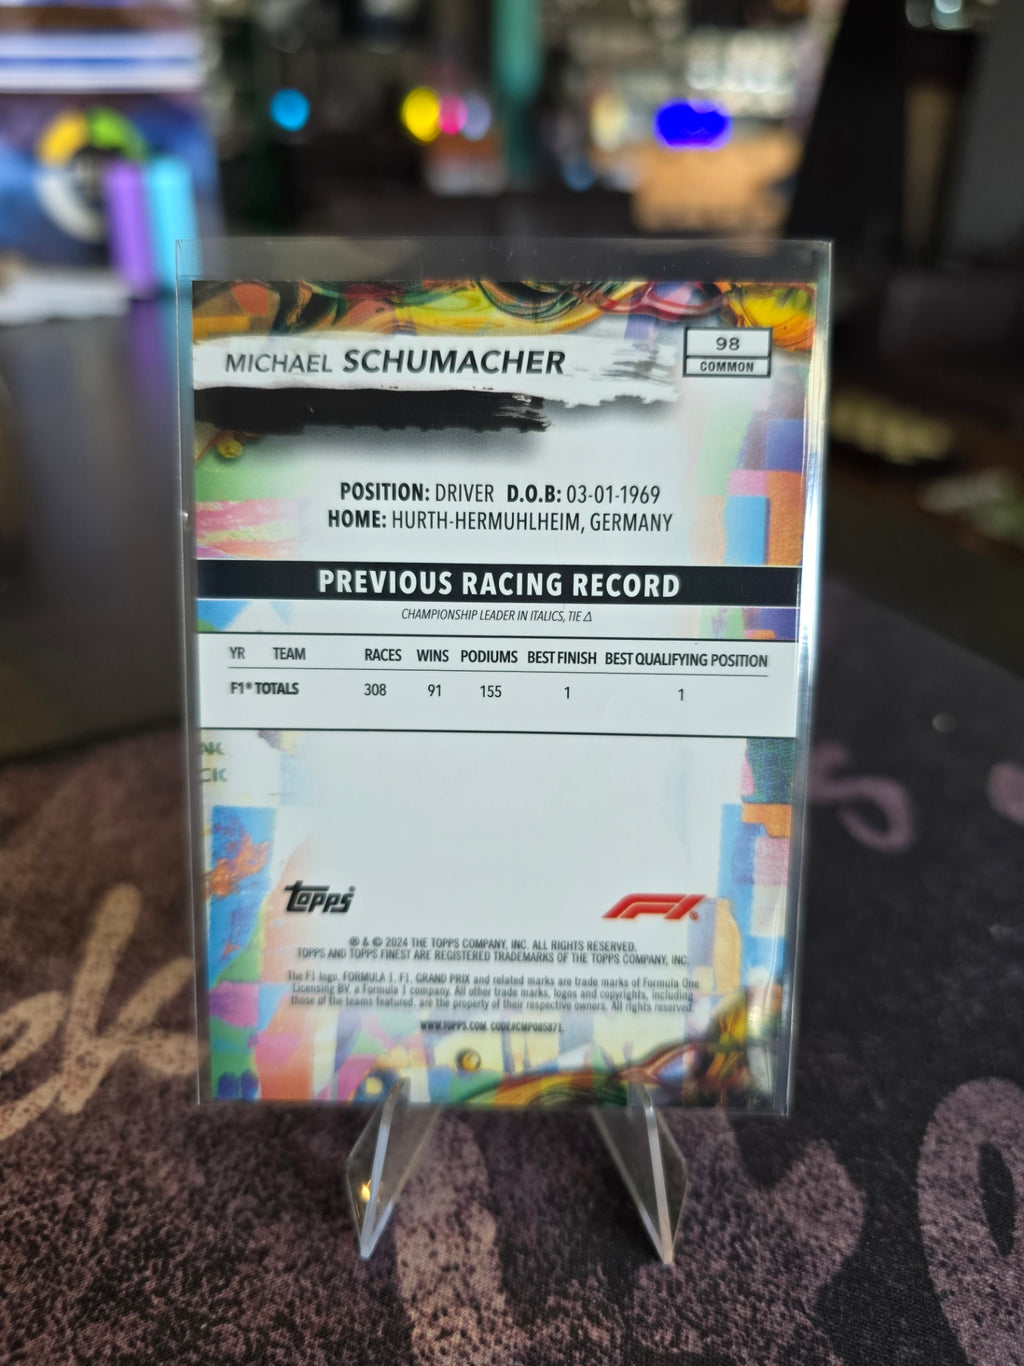 MICHAEL SCHUMACHER
98
COMMON
POSITION: DRIVER D.O.B: 03-01-1969
HOME: HURTH-HERMUHLHEIM, GERMANY
PREVIOUS RACING RECORD
CHAMPIONSHIP LEADER IN ITALICS, TIE Δ
YR TEAM RACES WINS PODIUMS BEST FINISH BEST QUALIFYING POSITION
F1® TOTALS 308 91 155 1 1
Topps F1®
® & © 2024 THE TOPPS COMPANY, INC. ALL RIGHTS RESERVED.
TOPPS AND TOPPS FINEST ARE REGISTERED TRADEMARKS OF THE TOPPS COMPANY, INC.
The F1 logo, FORMULA 1, F1, GRAND PRIX and related marks are trade marks of Formula One
Licensing BV, a Formula 1 company. All other trade marks, logos and copyrights, including
those of the teams featured, are the property of their respective owners. All rights reserved.
WWW.TOPPS.COM. CODE#CMP085871